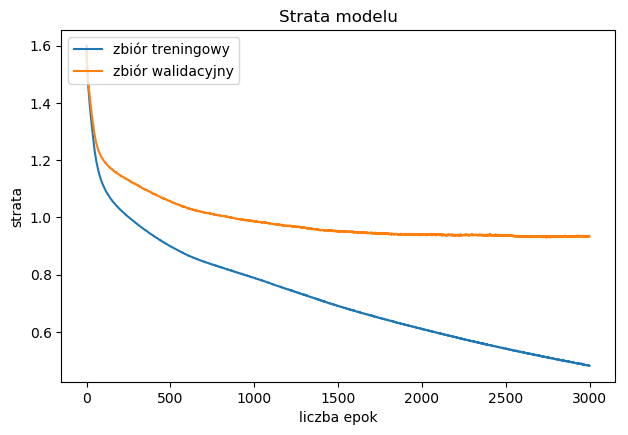 Strata modelu
zbiór treningowy
zbiór walidacyjny
strata
1.6
1.4
1.2
1.0
0.8
0.6
0 500 1000 1500 2000 2500 3000
liczba epok